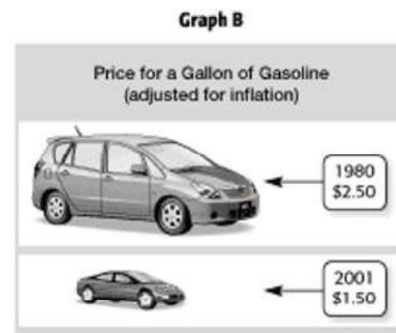 Graph B
Price for a Gallon of Gasoline
(adjusted for inflation)
1980
$2.50
2001
$1.50